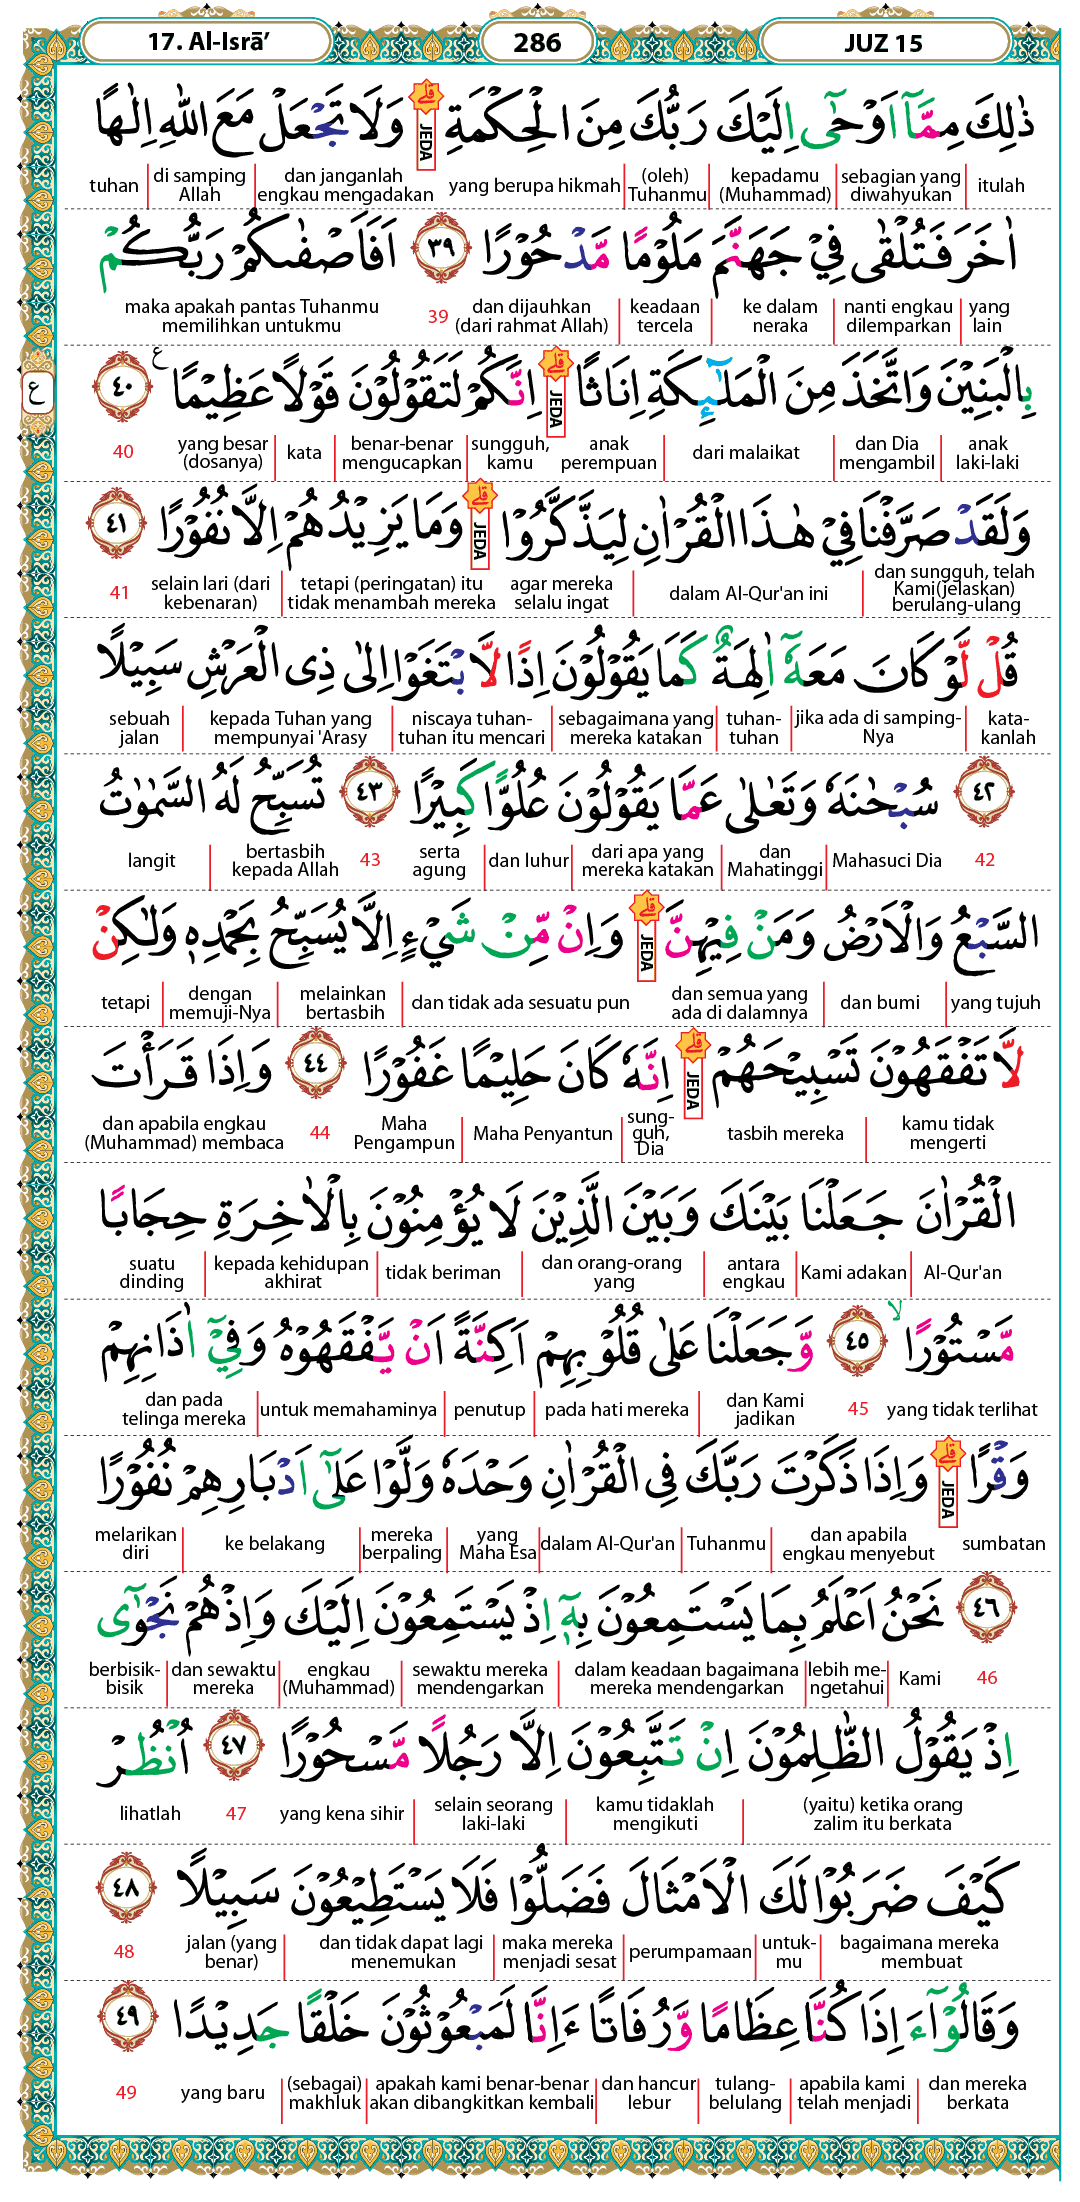 17. Al-Isrā’
286
JUZ 15
ذٰلِكَ مِمَّآ اَوْحٰٓى اِلَيْكَ رَبُّكَ مِنَ الْحِكْمَةِ ۗ وَلَا تَجْعَلْ مَعَ اللّٰهِ اِلٰهًا
JEDA
itulah
sebagian yang
diwahyukan
kepadamu
(Muhammad)
(oleh)
Tuhanmu
yang berupa hikmah
dan janganlah
engkau mengadakan
di samping
Allah
tuhan
اٰخَرَ فَتُلْقٰى فِيْ جَهَنَّمَ مَلُوْمًا مَّدْحُوْرًا ٣٩ اَفَاَصْفٰىكُمْ رَبُّكُمْ
yang
lain
nanti engkau
dilemparkan
ke dalam
neraka
keadaan
tercela
dan dijauhkan
(dari rahmat Allah)
39
maka apakah pantas Tuhanmu
memilihkan untukmu
بِالْبَنِيْنَ وَاتَّخَذَ مِنَ الْمَلٰۤىِٕكَةِ اِنَاثًا ۗ اِنَّكُمْ لَتَقُوْلُوْنَ قَوْلًا عَظِيْمًا ࣖ ٤٠
ع
JEDA
anak
laki-laki
dan Dia
mengambil
dari malaikat
anak
perempuan
sungguh,
kamu
benar-benar
mengucapkan
kata
yang besar
(dosanya)
40
وَلَقَدْ صَرَّفْنَا فِيْ هٰذَا الْقُرْاٰنِ لِيَذَّكَّرُوْا ۗ وَمَا يَزِيْدُهُمْ اِلَّا نُفُوْرًا ٤١
JEDA
dan sungguh, telah
Kami(jelaskan)
berulang-ulang
dalam Al-Qur'an ini
agar mereka
selalu ingat
tetapi (peringatan) itu
tidak menambah mereka
selain lari (dari
kebenaran)
41
قُلْ لَّوْ كَانَ مَعَهٗٓ اٰلِهَةٌ كَمَا يَقُوْلُوْنَ اِذًا لَّابْتَغَوْا اِلٰى ذِى الْعَرْشِ سَبِيْلًا
kata-
kanlah
jika ada di samping-
Nya
tuhan-
tuhan
sebagaimana yang
mereka katakan
niscaya tuhan-
tuhan itu mencari
kepada Tuhan yang
mempunyai 'Arasy
sebuah
jalan
٤٢ سُبْحٰنَهٗ وَتَعٰلٰى عَمَّا يَقُوْلُوْنَ عُلُوًّا كَبِيْرًا ٤٣ تُسَبِّحُ لَهُ السَّمٰوٰتُ
42
Mahasuci Dia
dan
Mahatinggi
dari apa yang
mereka katakan
dan luhur
serta
agung
43
bertasbih
kepada Allah
langit
السَّبْعُ وَالْاَرْضُ وَمَنْ فِيْهِنَّ ۗ وَاِنْ مِّنْ شَيْءٍ اِلَّا يُسَبِّحُ بِحَمْدِهٖ وَلٰكِنْ
JEDA
yang tujuh
dan bumi
dan semua yang
ada di dalamnya
dan tidak ada sesuatu pun
melainkan
bertasbih
dengan
memuji-Nya
tetapi
لَّا تَفْقَهُوْنَ تَسْبِيْحَهُمْ ۗ اِنَّهٗ كَانَ حَلِيْمًا غَفُوْرًا ٤٤ وَاِذَا قَرَأْتَ
JEDA
kamu tidak
mengerti
tasbih mereka
sung-
guh,
Dia
Maha Penyantun
Maha
Pengampun
44
dan apabila engkau
(Muhammad) membaca
الْقُرْاٰنَ جَعَلْنَا بَيْنَكَ وَبَيْنَ الَّذِيْنَ لَا يُؤْمِنُوْنَ بِالْاٰخِرَةِ حِجَابًا
Al-Qur'an
Kami adakan
antara
engkau
dan orang-orang
yang
tidak beriman
kepada kehidupan
akhirat
suatu
dinding
مَّسْتُوْرًا ۙ ٤٥ وَّجَعَلْنَا عَلٰى قُلُوْبِهِمْ اَكِنَّةً اَنْ يَّفْقَهُوْهُ وَفِيْٓ اٰذَانِهِمْ
yang tidak terlihat
45
dan Kami
jadikan
pada hati mereka
penutup
untuk memahaminya
dan pada
telinga mereka
وَقْرًا ۗ وَاِذَا ذَكَرْتَ رَبَّكَ فِى الْقُرْاٰنِ وَحْدَهٗ وَلَّوْا عَلٰٓى اَدْبَارِهِمْ نُفُوْرًا
JEDA
sumbatan
dan apabila
engkau menyebut
Tuhanmu
dalam Al-Qur'an
yang
Maha Esa
mereka
berpaling
ke belakang
melarikan
diri
٤٦ نَحْنُ اَعْلَمُ بِمَا يَسْتَمِعُوْنَ بِهٖٓ اِذْ يَسْتَمِعُوْنَ اِلَيْكَ وَاِذْ هُمْ نَجْوٰٓى
46
Kami
lebih me-
ngetahui
dalam keadaan bagaimana
mereka mendengarkan
sewaktu mereka
mendengarkan
engkau
(Muhammad)
dan sewaktu
mereka
berbisik-
bisik
اِذْ يَقُوْلُ الظّٰلِمُوْنَ اِنْ تَتَّبِعُوْنَ اِلَّا رَجُلًا مَّسْحُوْرًا ٤٧ اُنْظُرْ
(yaitu) ketika orang
zalim itu berkata
kamu tidaklah
mengikuti
selain seorang
laki-laki
yang kena sihir
47
lihatlah
كَيْفَ ضَرَبُوْا لَكَ الْاَمْثَالَ فَضَلُّوْا فَلَا يَسْتَطِيْعُوْنَ سَبِيْلًا ٤٨
bagaimana mereka
membuat
untuk-
mu
perumpamaan
maka mereka
menjadi sesat
dan tidak dapat lagi
menemukan
jalan (yang
benar)
48
وَقَالُوْٓا ءَاِذَا كُنَّا عِظَامًا وَّرُفَاتًا ءَاِنَّا لَمَبْعُوْثُوْنَ خَلْقًا جَدِيْدًا ٤٩
dan mereka
berkata
apabila kami
telah menjadi
tulang-
belulang
dan hancur
lebur
apakah kami benar-benar
akan dibangkitkan kembali
(sebagai)
makhluk
yang baru
49